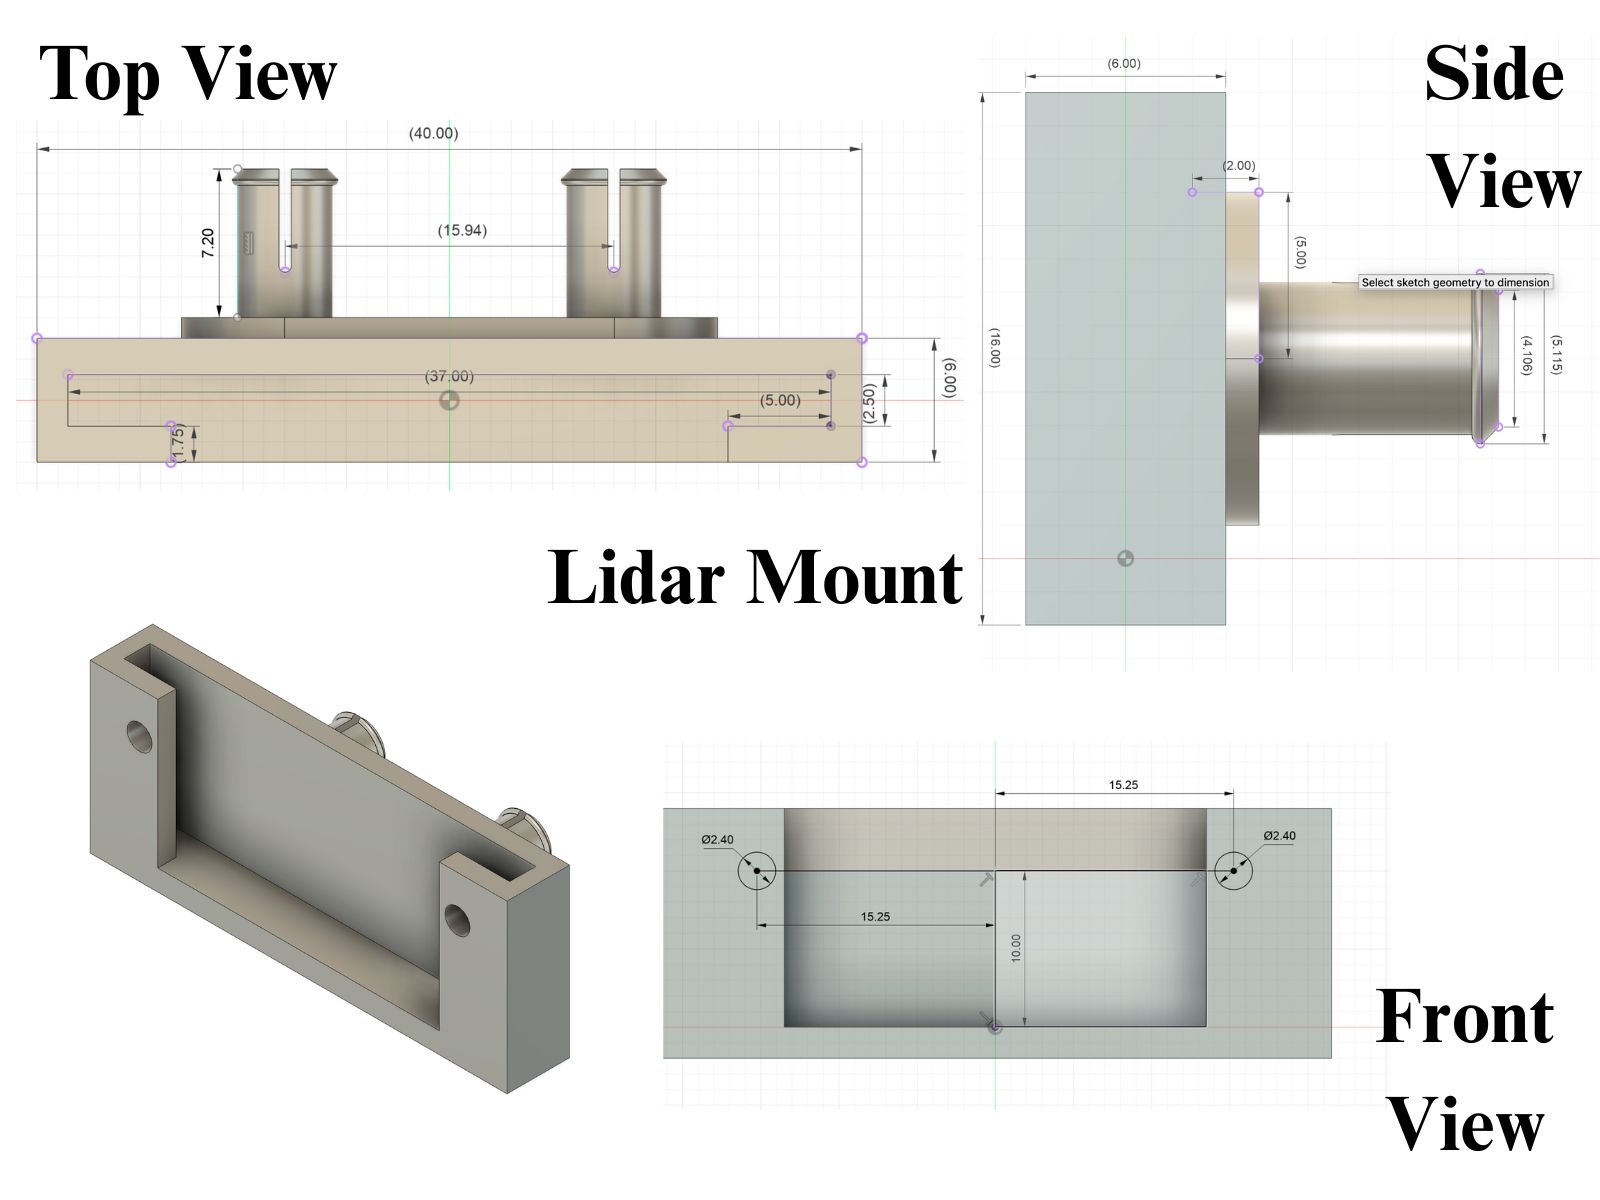 Top View
(40.00)
7.20
(15.94)
(37.00)
(5.00)
(2.50)
(6.00)
(1.75)
Side
View
(6.00)
(2.00)
(5.00)
Select sketch geometry to dimension
(16.00)
(4.106)
(5.115)
Lidar Mount
15.25
Ø2.40
Ø2.40
15.25
10.00
Front
View